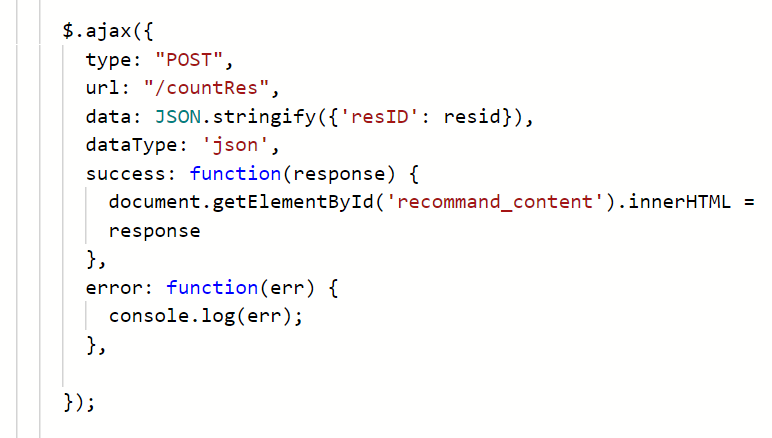 $.ajax({
type: "POST",
url: "/countRes",
data: JSON.stringify({'resID': resid}),
dataType: 'json',
success: function(response) {
document.getElementById('recommand_content').innerHTML =
response
},
error: function(err) {
console.log(err);
},
});